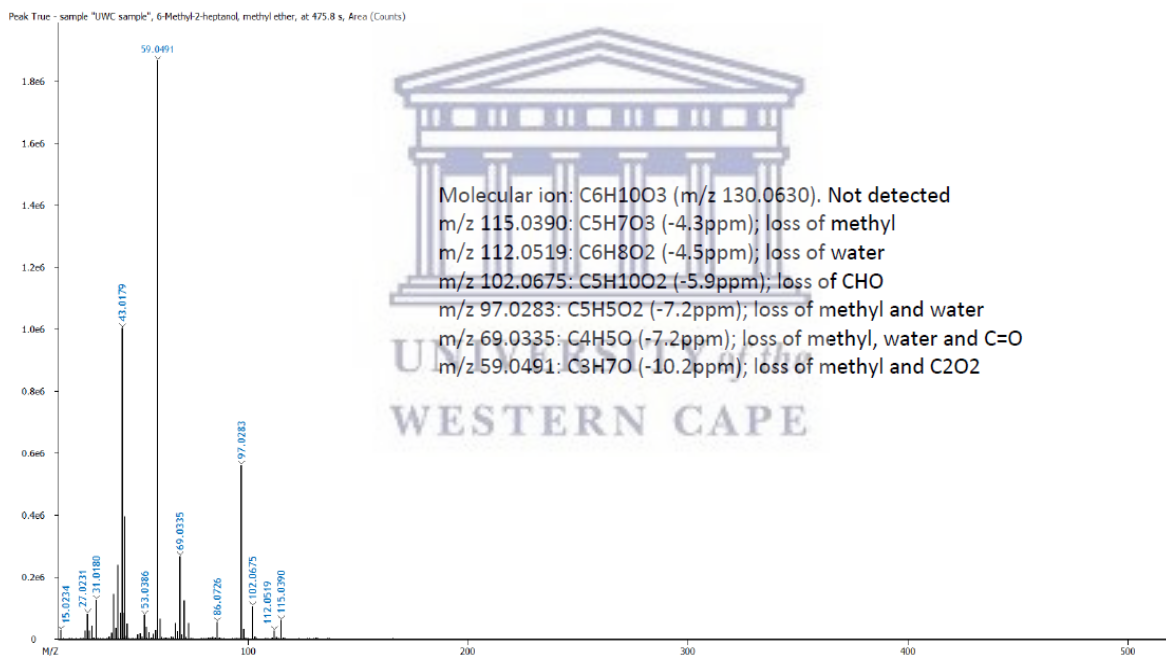 Peak True - sample "UWC sample", 6-Methyl-2-heptanol, methyl ether, at 475.8 s, Area (Counts)
59.0491
1.8e6
1.6e6
1.4e6
Molecular ion: C6H10O3 (m/z 130.0630). Not detected
m/z 115.0390: C5H7O3 (-4.3ppm); loss of methyl
m/z 112.0519: C6H8O2 (-4.5ppm); loss of water
1.2e6
m/z 102.0675: C5H10O2 (-5.9ppm); loss of CHO
43.0179
m/z 97.0283: C5H5O2 (-7.2ppm); loss of methyl and water
1.0e6
m/z 69.0335: C4H5O (-7.2ppm); loss of methyl, water and C=O
UNIVERSITY of the
m/z 59.0491: C3H7O (-10.2ppm); loss of methyl and C2O2
0.8e6
WESTERN CAPE
97.0283
0.6e6
0.4e6
69.0335
0.2e6
15.0234
27.0231
31.0180
53.0386
86.0726
102.0675
112.0519
115.0390
0
M/Z
100
200
300
400
500